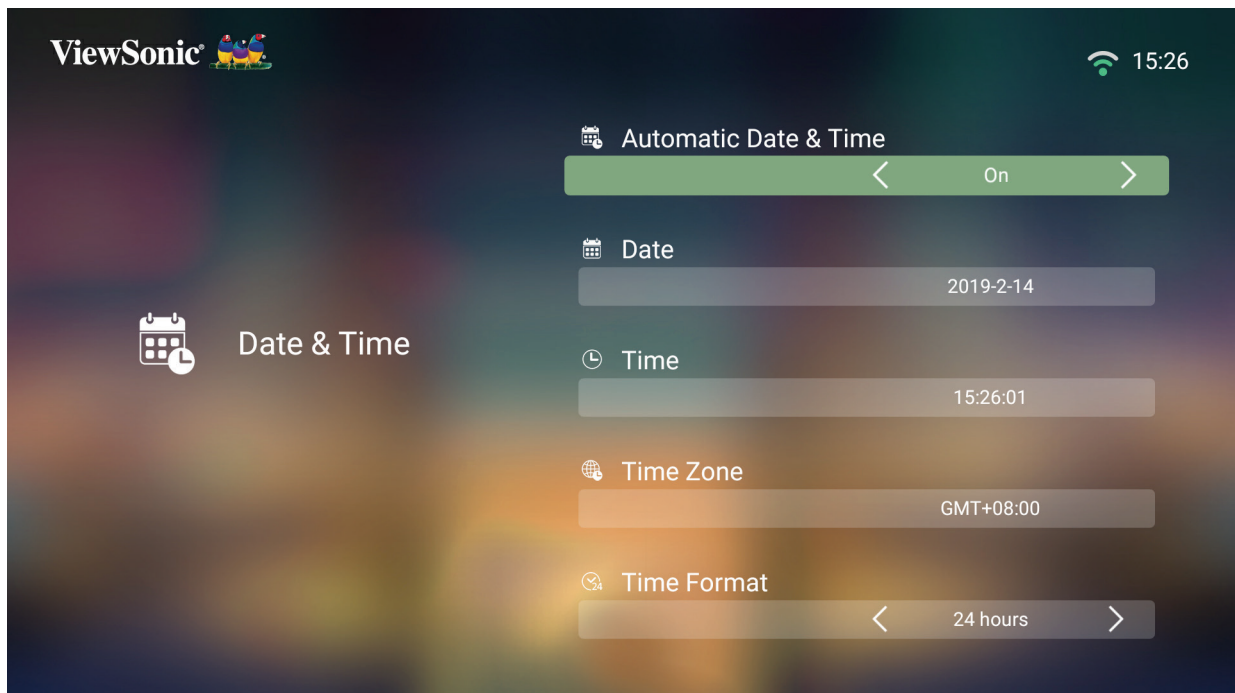 ViewSonic
15:26
Automatic Date & Time
On
Date
2019-2-14
Date & Time
Time
15:26:01
Time Zone
GMT+08:00
24
Time Format
24 hours